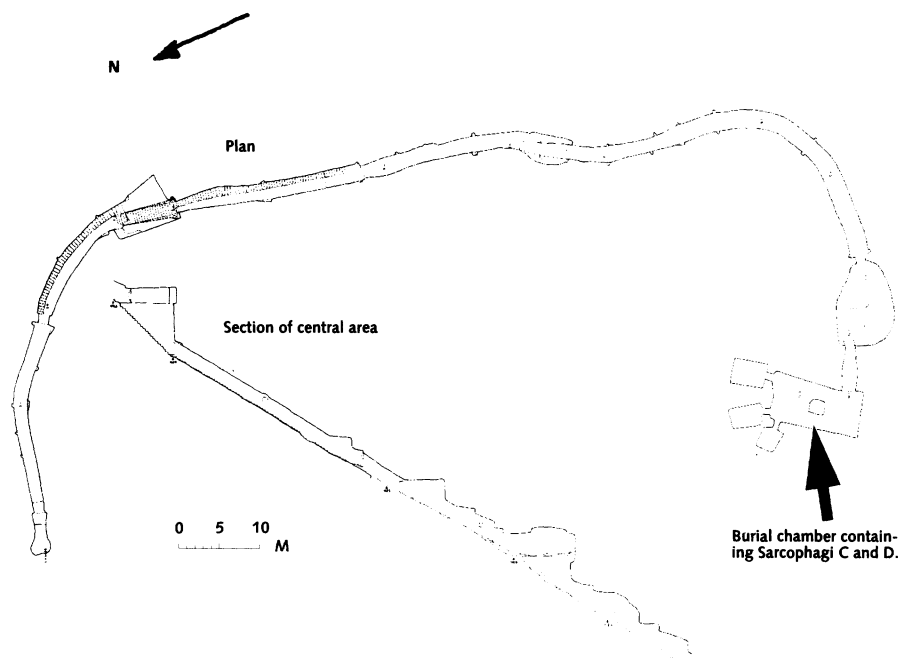 N
Plan
Section of central area
0 5 10
M
Burial chamber contain-
ing Sarcophagi C and D.